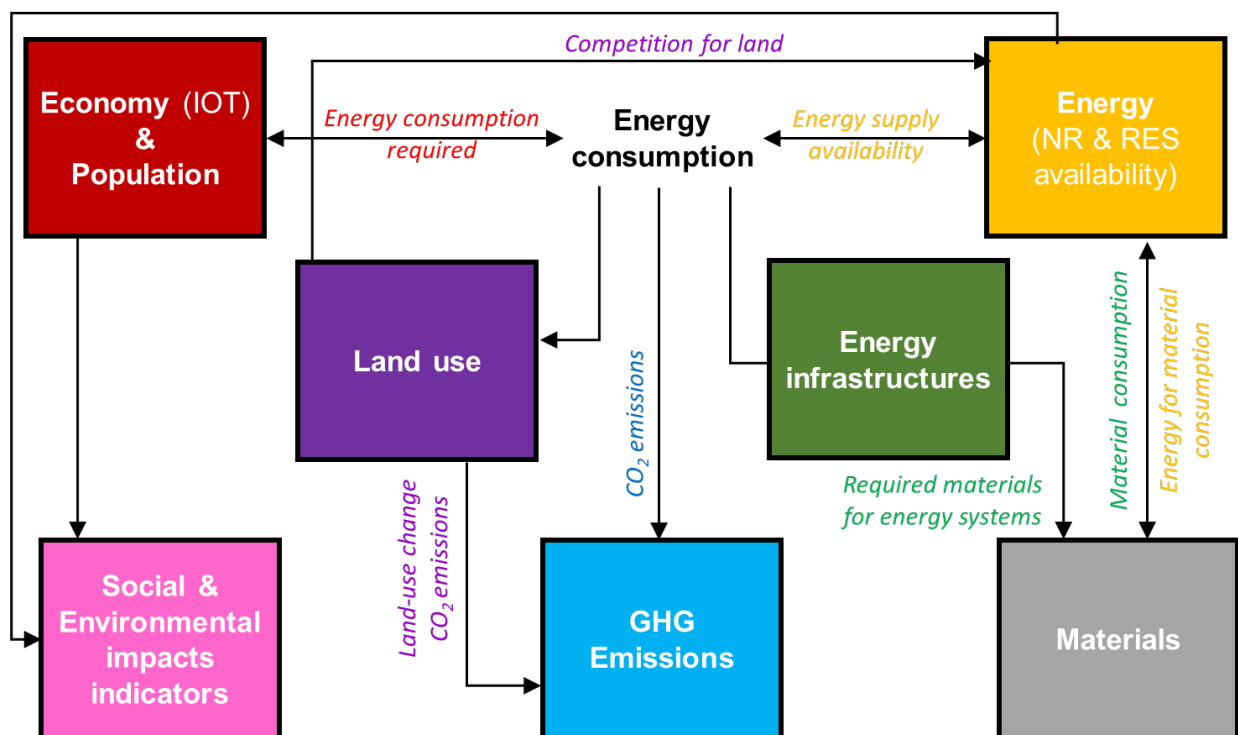 Competition for land
Economy (IOT)
&
Population
Energy consumption
required
Energy
consumption
Energy supply
availability
Energy
(NR & RES
availability)
Land use
Energy
infrastructures
Material consumption
Energy for material
consumption
CO₂ emissions
Required materials
for energy systems
Land-use change
CO₂ emissions
Social &
Environmental
impacts
indicators
GHG
Emissions
Materials